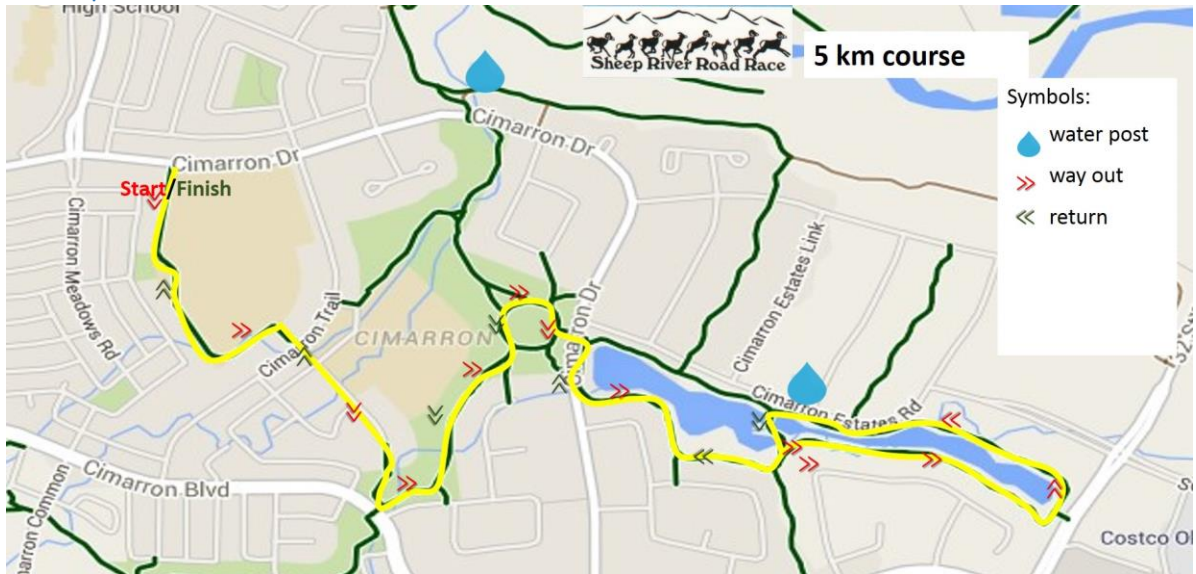 High School
Sheep River Road Race
5 km course
Symbols:
water post
way out
return
Cimarron Dr
Cimarron Dr
Start/Finish
Cimarron Meadows Rd
Cimarron Trail
CIMARRON
Cimarron Dr
Cimarron Estates Link
Cimarron Estates Rd
32 St
Cimarron Blvd
Cimarron Common
Costco